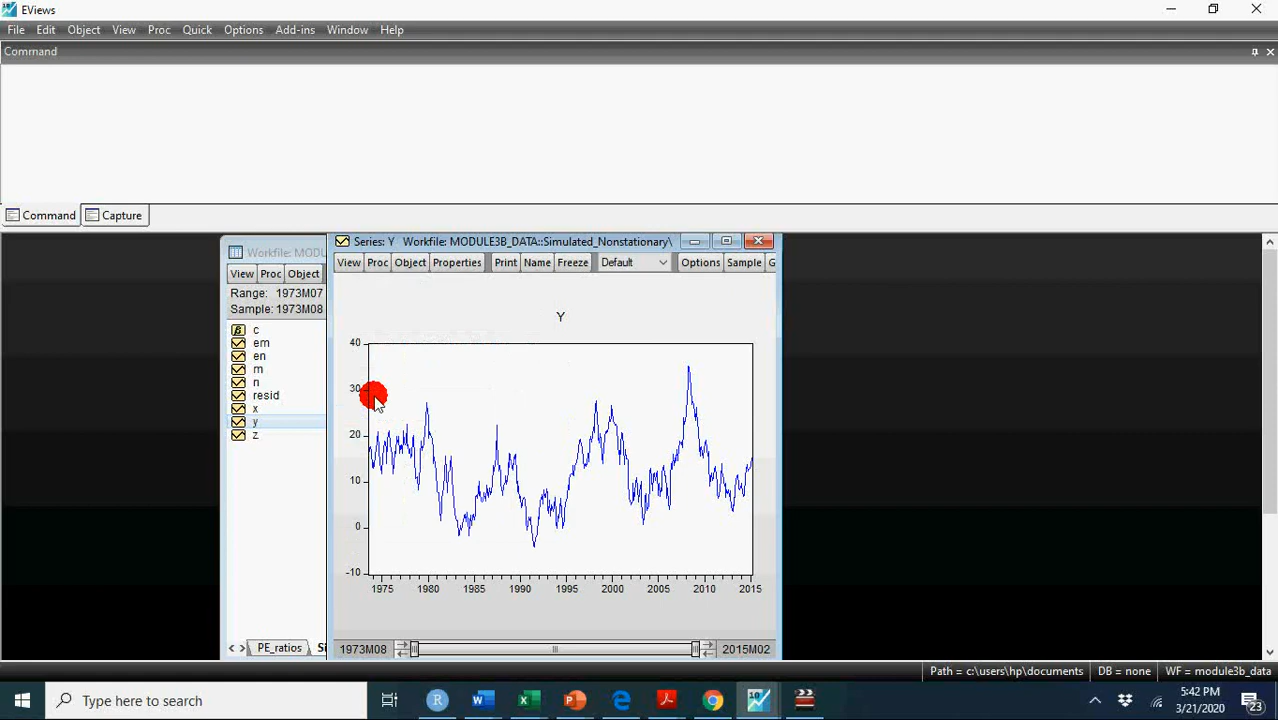 EViews
File Edit Object View Proc Quick Options Add-ins Window Help
Command
Command Capture
Workfile: MODU
View Proc Object
Range: 1973M07
Sample: 1973M08
c
em
en
m
n
resid
x
y
z
PE_ratios
Series: Y Workfile: MODULE3B_DATA::Simulated_Nonstationary\
View Proc Object Properties Print Name Freeze Default Options Sample G
Y
40
30
20
10
0
-10
1975 1980 1985 1990 1995 2000 2005 2010 2015
1973M08 2015M02
Path = c:\users\hp\documents DB = none WF = module3b_data
Type here to search
5:42 PM
3/21/2020
23